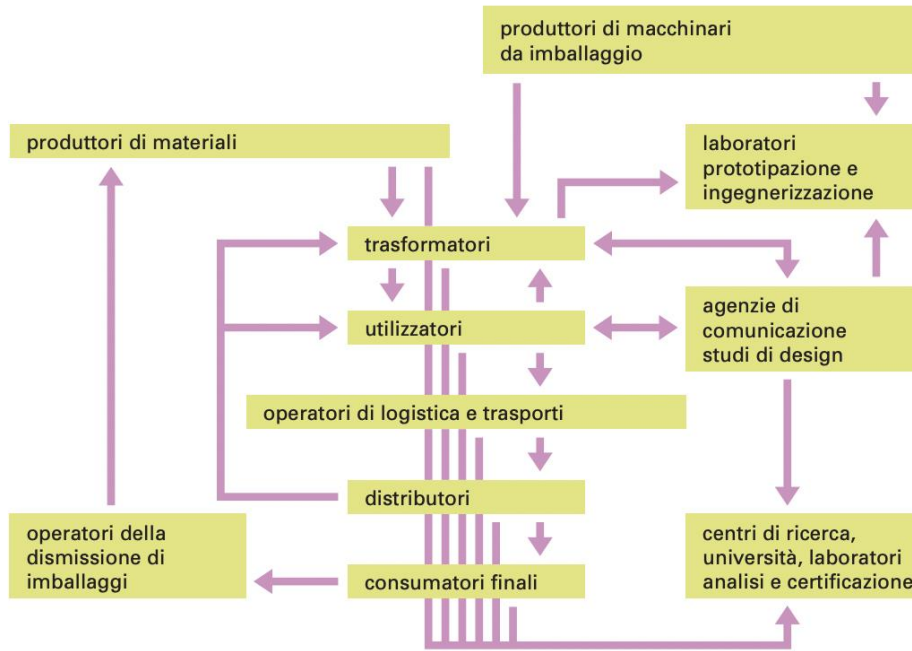 produttori di macchinari
da imballaggio
produttori di materiali
laboratori
prototipazione e
ingegnerizzazione
trasformatori
utilizzatori
agenzie di
comunicazione
studi di design
operatori di logistica e trasporti
distributori
operatori della
dismissione di
imballaggi
consumatori finali
centri di ricerca,
università, laboratori
analisi e certificazione